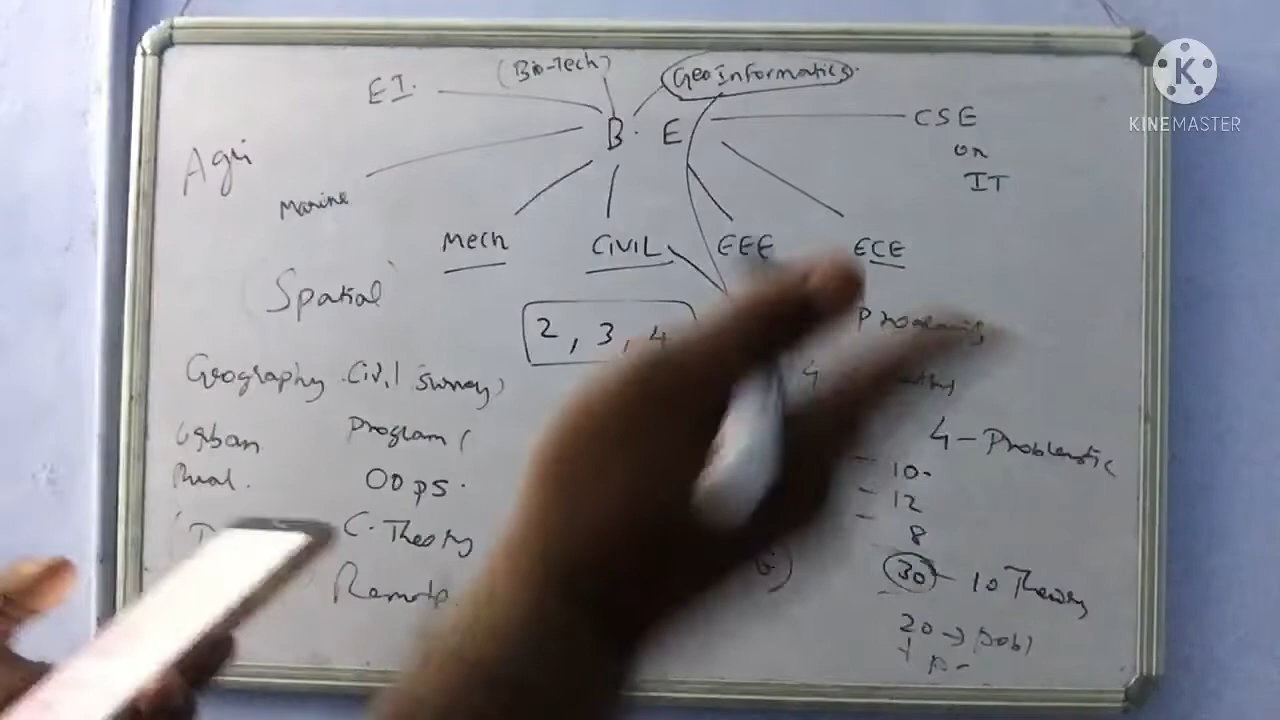 EI.
(Bio-Tech)
GeoInformatics.
B. E
CSE
or
IT
Agri
Marine
Mech
CIVIL
EEE
ECE
Spatial
2, 3, 4
Geography
Civil Survey
4
Urban
Program (
4 - Problematic
Rural.
OOps.
10-
12
C. Theory
8
Remote
30 - 10 Theory
20 →
K
KINEMASTER